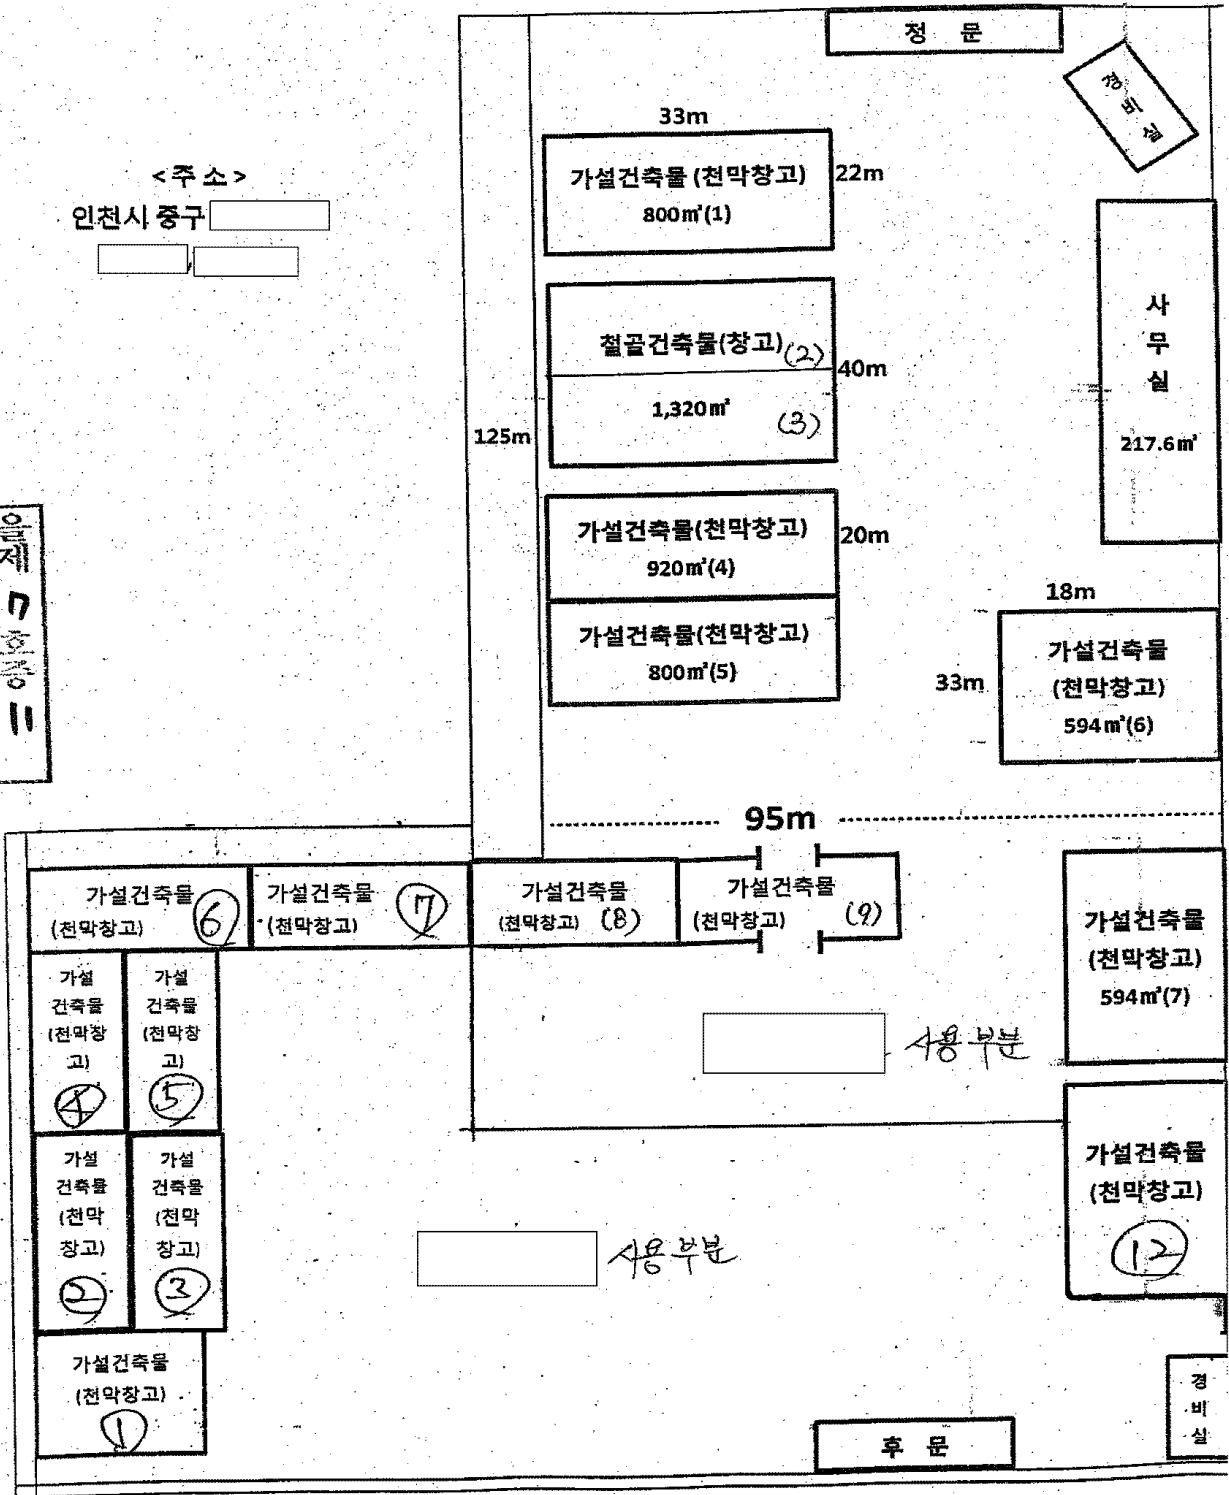 정 문
경비실
33m
<주 소>
인천시 중구
,
가설건축물 (천막창고)
800㎡(1)
22m
철골건축물(창고) (2)
1,320㎡ (3)
40m
사무실
217.6㎡
125m
가설건축물(천막창고)
920㎡(4)
20m
가설건축물(천막창고)
800㎡(5)
을제 7 호증 11
18m
33m
가설건축물
(천막창고)
594㎡(6)
95m
가설건축물
(천막창고) ⑥
가설건축물
(천막창고) ⑦
가설건축물
(천막창고) (8)
가설건축물
(천막창고) (9)
가설건축물
(천막창고)
594㎡(7)
가설
건축물
(천막창
고)
④
가설
건축물
(천막창
고)
⑤
사용부분
가설
건축물
(천막
창고)
②
가설
건축물
(천막
창고)
③
가설건축물
(천막창고)
⑫
사용부분
가설건축물
(천막창고)
①
경비실
후 문